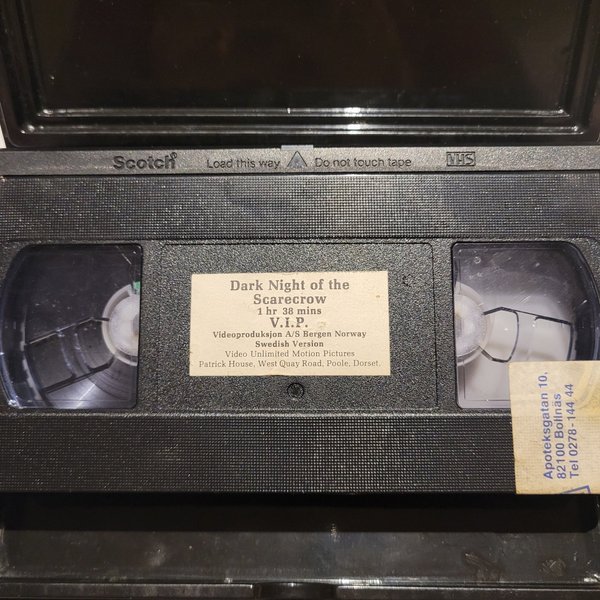 Scotch® Load this way Do not touch tape VHS
Dark Night of the
Scarecrow
1 hr 38 mins
V.I.P.
Videoproduksjon A/S Bergen Norway
Swedish Version
Video Unlimited Motion Pictures
Patrick House, West Quay Road, Poole, Dorset.
Apoteksgatan 10,
82100 Bollnäs
Tel 0278-144 44